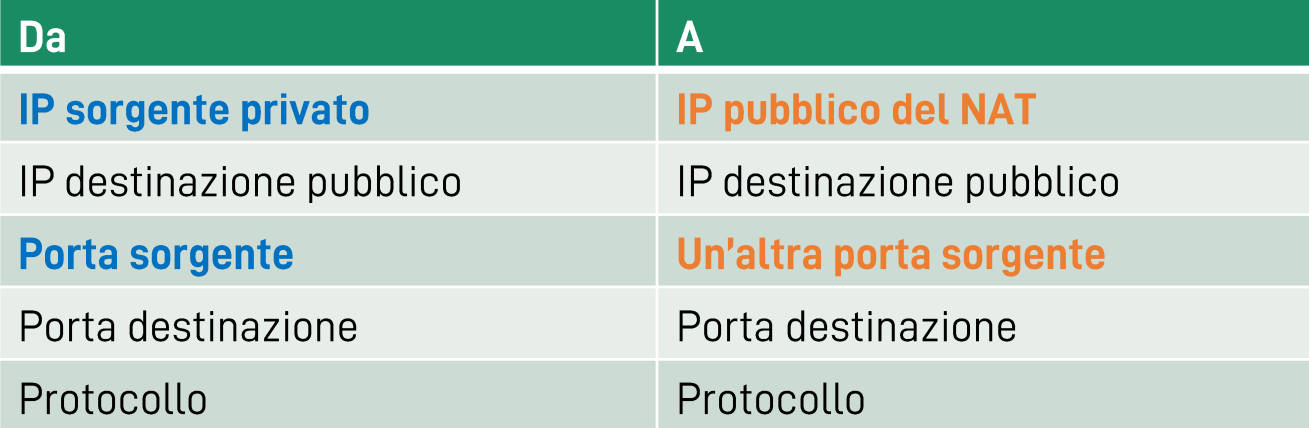 Da
A
IP sorgente privato
IP pubblico del NAT
IP destinazione pubblico
IP destinazione pubblico
Porta sorgente
Un’altra porta sorgente
Porta destinazione
Porta destinazione
Protocollo
Protocollo